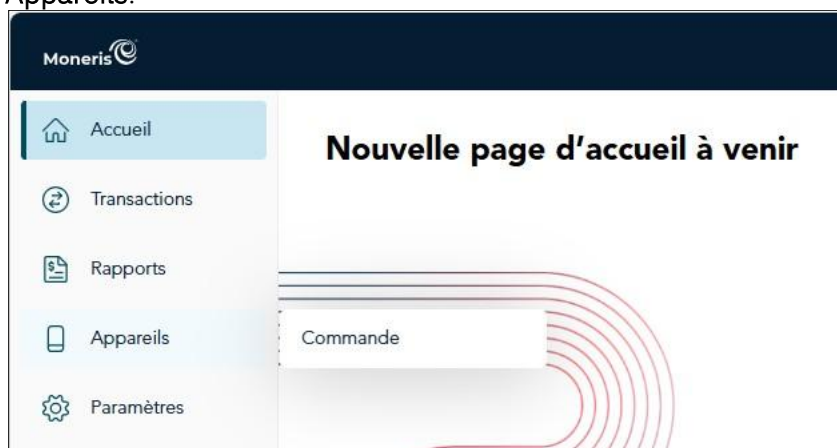 Appareils.
Moneris
Accueil
Nouvelle page d’accueil à venir
Transactions
Rapports
Appareils
Commande
Paramètres